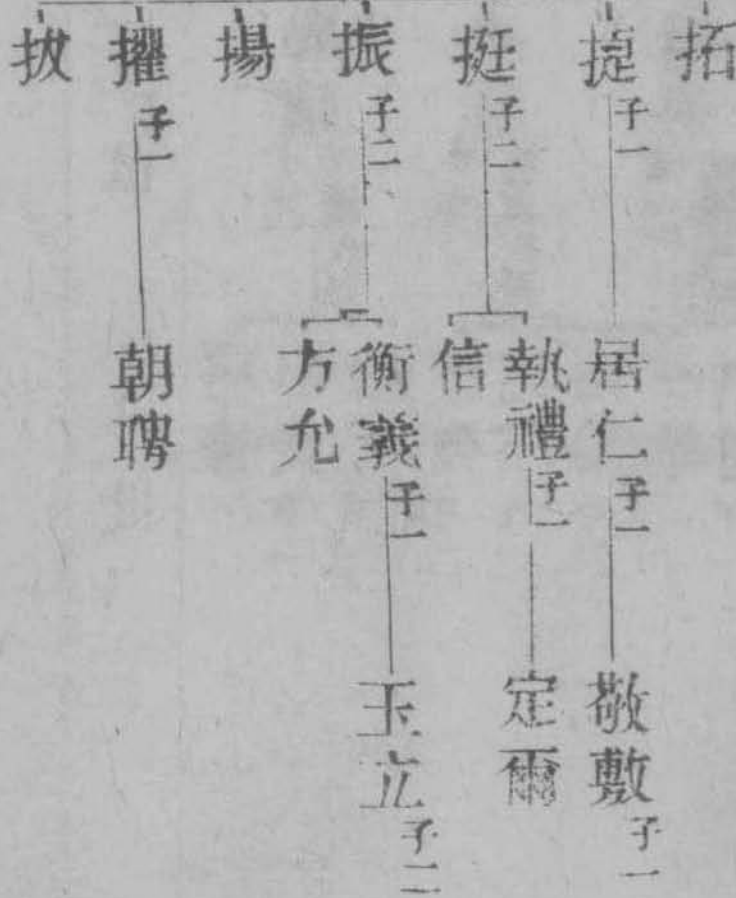 拓
捷子一
居仁子一
敬敷子一
挺子二
執禮子一
定爾
信
振子二
衡義子一
玉立子二
方允
揚
擢子一
朝聘
拔